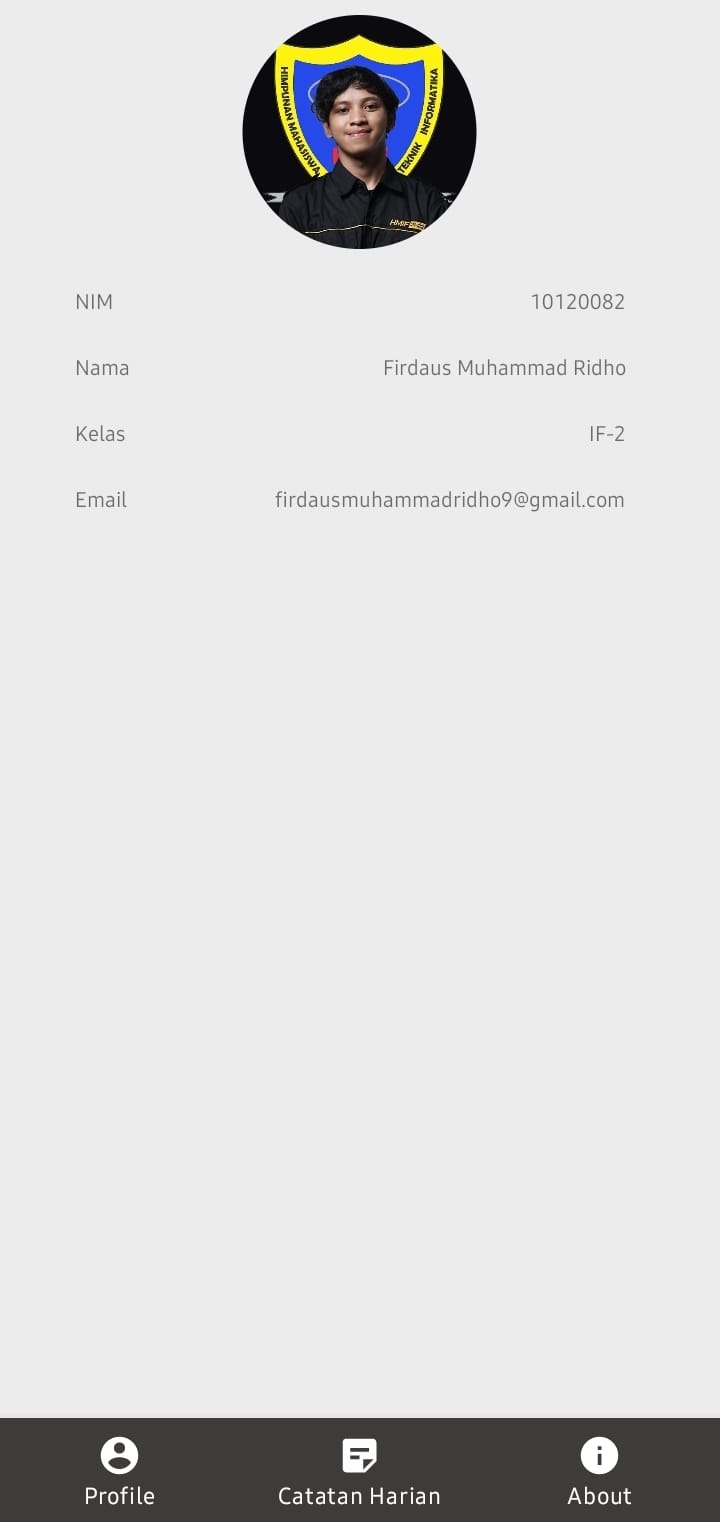 HIMPUNAN MAHASISWA
TEKNIK INFORMATIKA
HMIF
NIM 10120082
Nama Firdaus Muhammad Ridho
Kelas IF-2
Email firdausmuhammadridho9@gmail.com
Profile Catatan Harian About